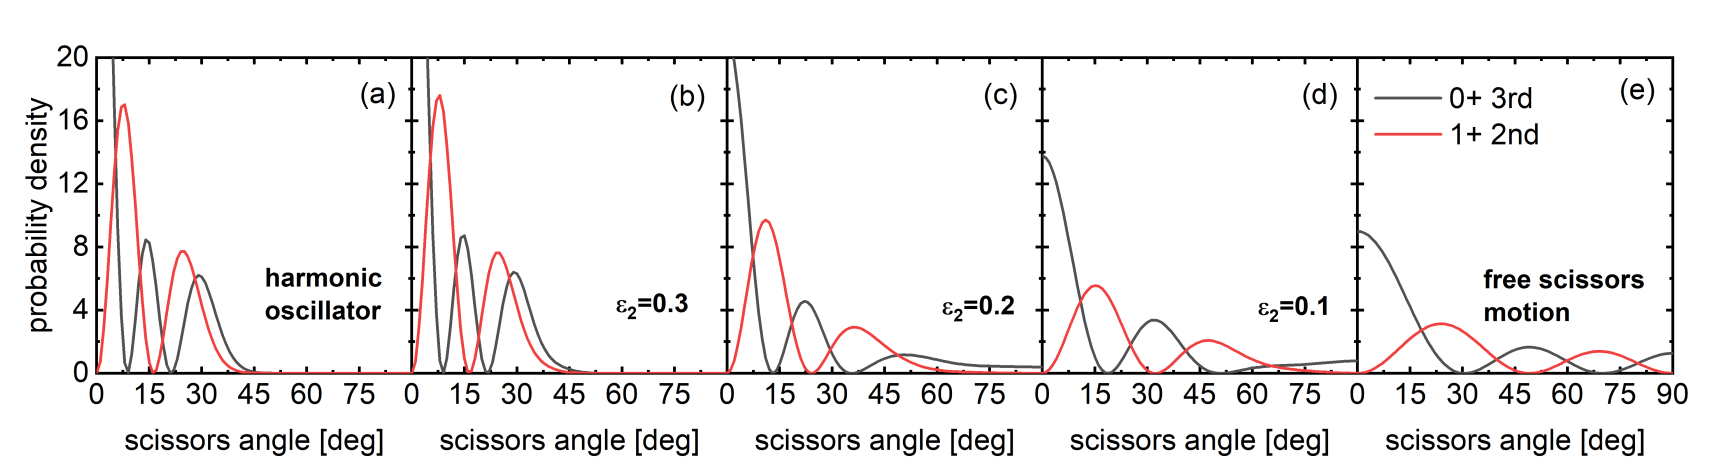 probability density
20
16
12
8
4
0
(a)
harmonic
oscillator
(b)
ε2=0.3
(c)
ε2=0.2
(d)
ε2=0.1
0+ 3rd
1+ 2nd
(e)
free scissors
motion
0 15 30 45 60 75 0 15 30 45 60 75 0 15 30 45 60 75 0 15 30 45 60 75 0 15 30 45 60 75 90
scissors angle [deg] scissors angle [deg] scissors angle [deg] scissors angle [deg] scissors angle [deg]